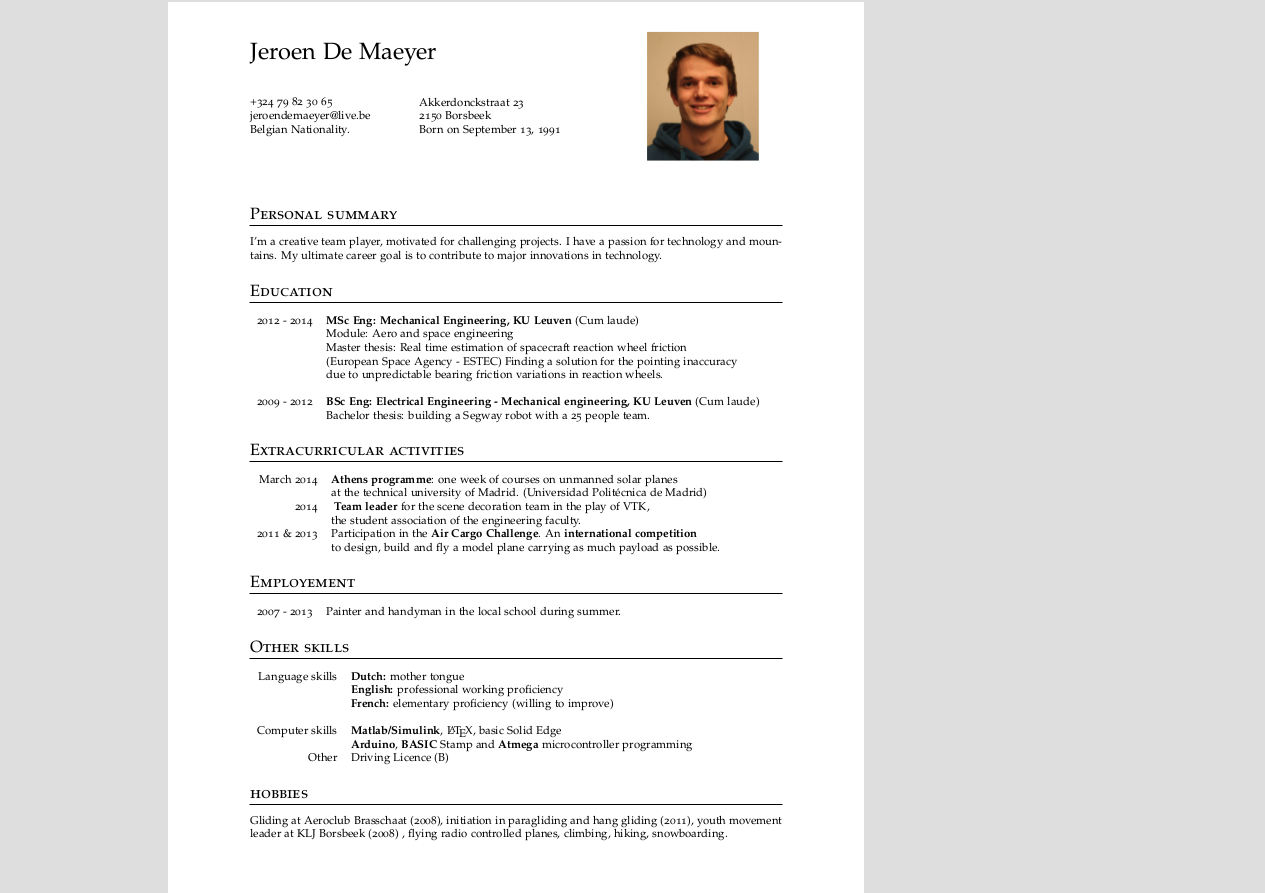 Jeroen De Maeyer
+324 79 82 30 65
jeroendemaeyer@live.be
Belgian Nationality.
Akkerdonckstraat 23
2150 Borsbeek
Born on September 13, 1991
Personal summary
I'm a creative team player, motivated for challenging projects. I have a passion for technology and moun-
tains. My ultimate career goal is to contribute to major innovations in technology.
Education
2012 - 2014 MSc Eng: Mechanical Engineering, KU Leuven (Cum laude)
Module: Aero and space engineering
Master thesis: Real time estimation of spacecraft reaction wheel friction
(European Space Agency - ESTEC) Finding a solution for the pointing inaccuracy
due to unpredictable bearing friction variations in reaction wheels.
2009 - 2012 BSc Eng: Electrical Engineering - Mechanical engineering, KU Leuven (Cum laude)
Bachelor thesis: building a Segway robot with a 25 people team.
Extracurricular activities
March 2014 Athens programme: one week of courses on unmanned solar planes
at the technical university of Madrid. (Universidad Politécnica de Madrid)
2014 Team leader for the scene decoration team in the play of VTK,
the student association of the engineering faculty.
2011 & 2013 Participation in the Air Cargo Challenge. An international competition
to design, build and fly a model plane carrying as much payload as possible.
Employement
2007 - 2013 Painter and handyman in the local school during summer.
Other skills
Language skills Dutch: mother tongue
English: professional working proficiency
French: elementary proficiency (willing to improve)
Computer skills Matlab/Simulink, LATEX, basic Solid Edge
Arduino, BASIC Stamp and Atmega microcontroller programming
Other Driving Licence (B)
hobbies
Gliding at Aeroclub Brasschaat (2008), initiation in paragliding and hang gliding (2011), youth movement
leader at KLJ Borsbeek (2008) , flying radio controlled planes, climbing, hiking, snowboarding.